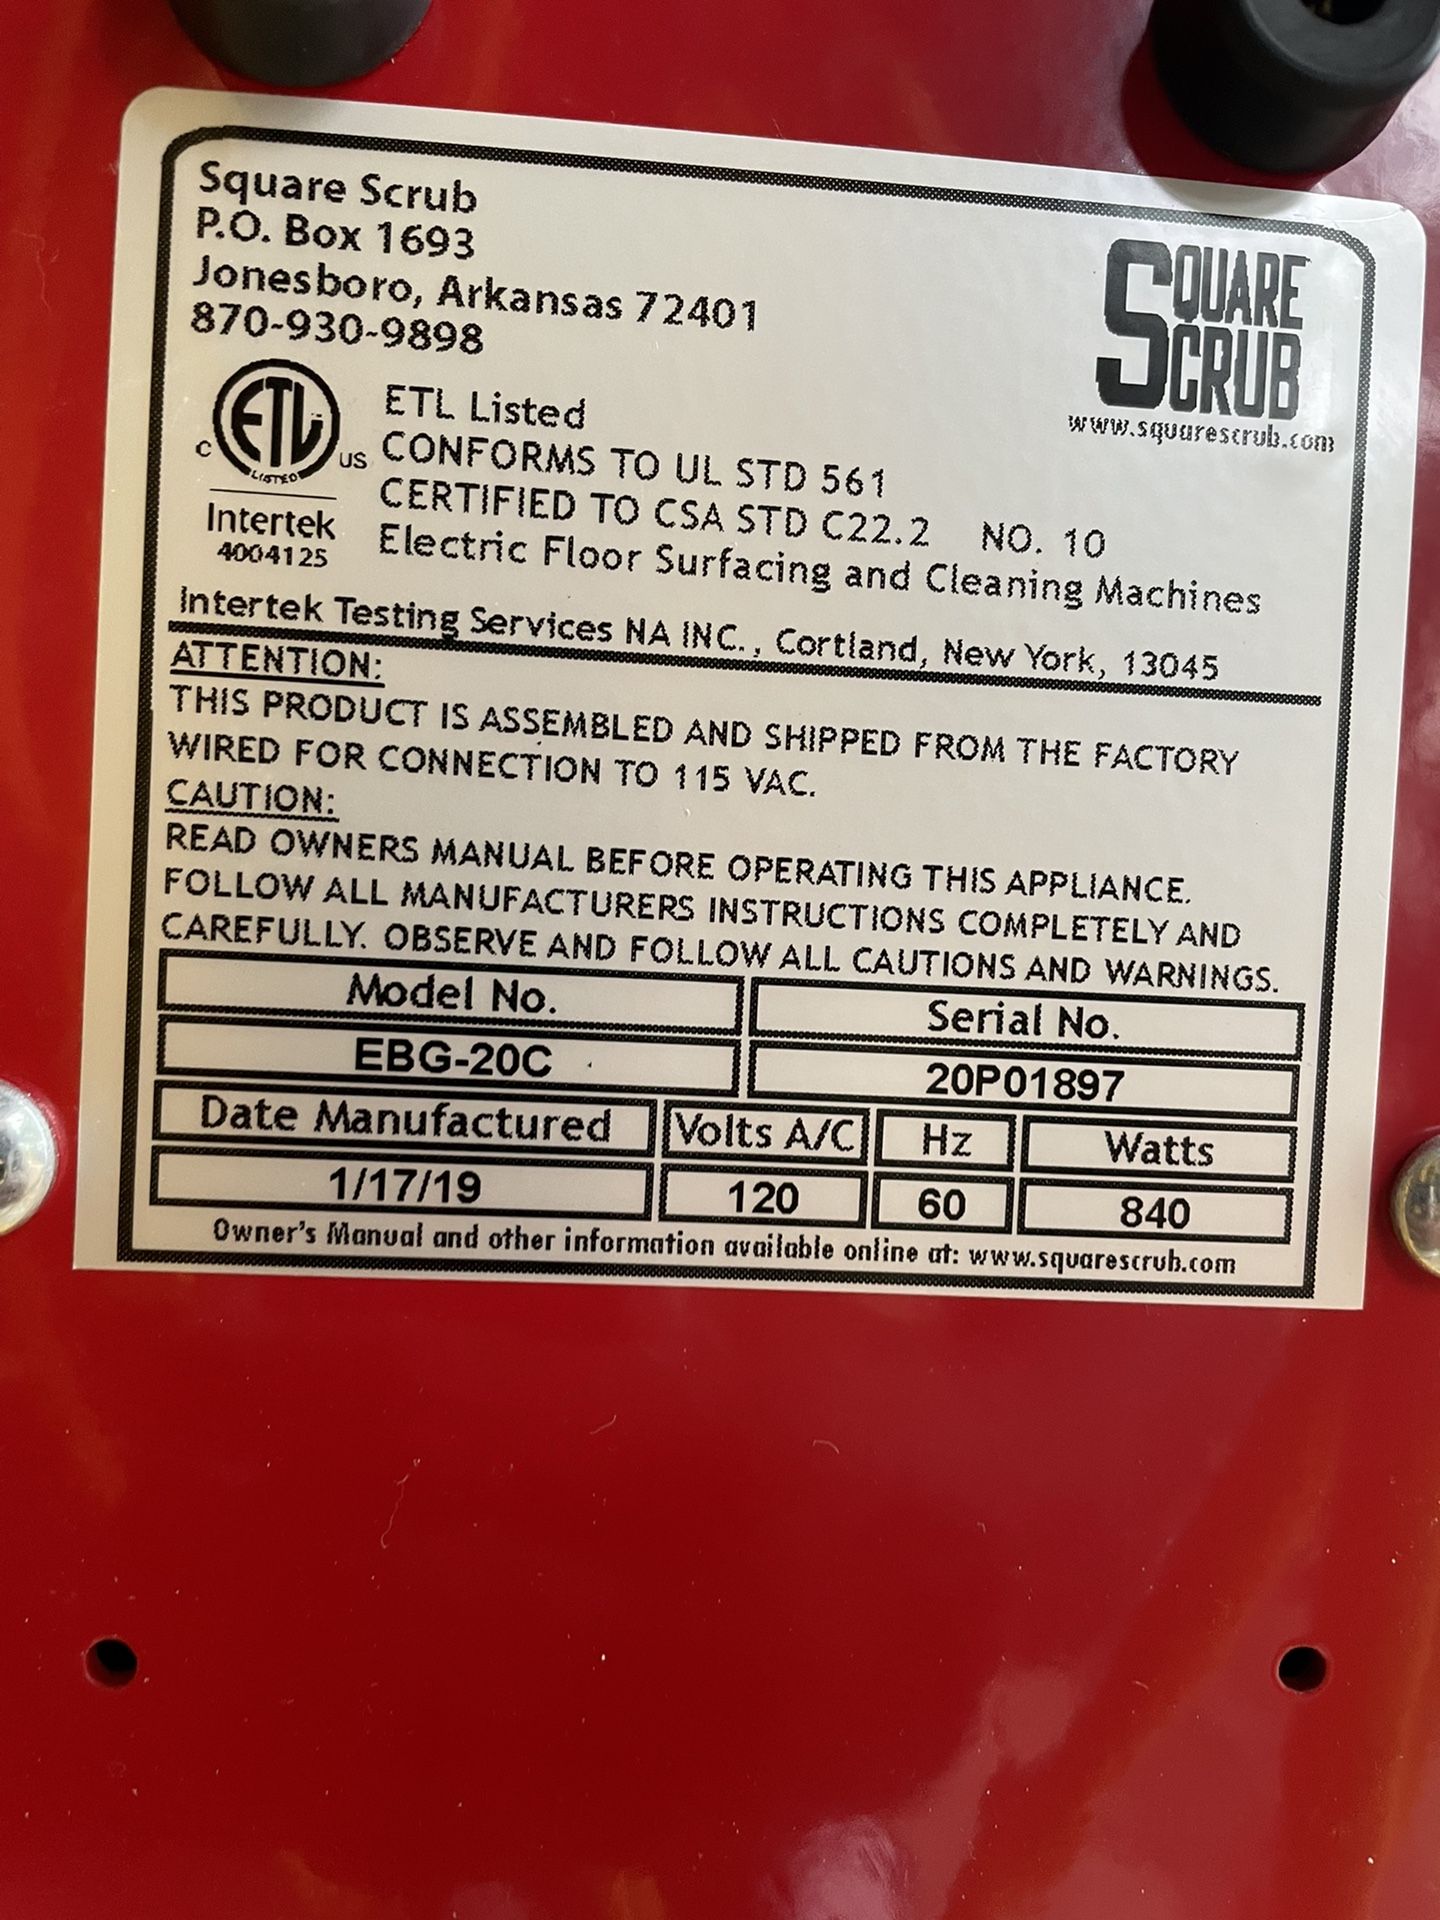 Square Scrub
P.O. Box 1693
Jonesboro, Arkansas 72401
870-930-9898
SQUARE
SCRUB
www.squarescrub.com
ETL
LISTED
C
US
Intertek
4004125
ETL Listed
CONFORMS TO UL STD 561
CERTIFIED TO CSA STD C22.2 NO. 10
Electric Floor Surfacing and Cleaning Machines
Intertek Testing Services NA INC., Cortland, New York, 13045
ATTENTION:
THIS PRODUCT IS ASSEMBLED AND SHIPPED FROM THE FACTORY
WIRED FOR CONNECTION TO 115 VAC.
CAUTION:
READ OWNERS MANUAL BEFORE OPERATING THIS APPLIANCE.
FOLLOW ALL MANUFACTURERS INSTRUCTIONS COMPLETELY AND
CAREFULLY. OBSERVE AND FOLLOW ALL CAUTIONS AND WARNINGS.
Model No. Serial No.
EBG-20C 20P01897
Date Manufactured Volts A/C Hz Watts
1/17/19 120 60 840
Owner's Manual and other information available online at: www.squarescrub.com